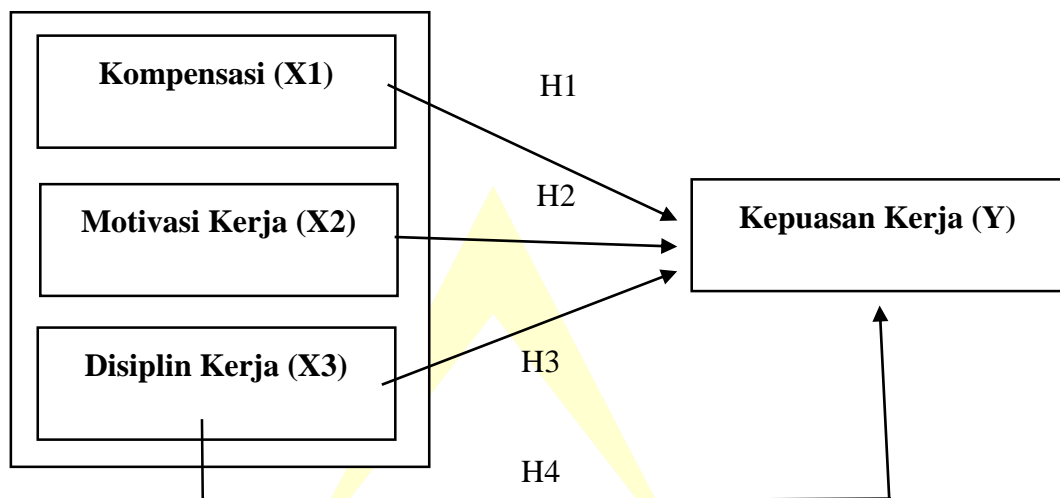 Kompensasi (X1)
H1
H2
Motivasi Kerja (X2)
Kepuasan Kerja (Y)
Disiplin Kerja (X3)
H3
H4